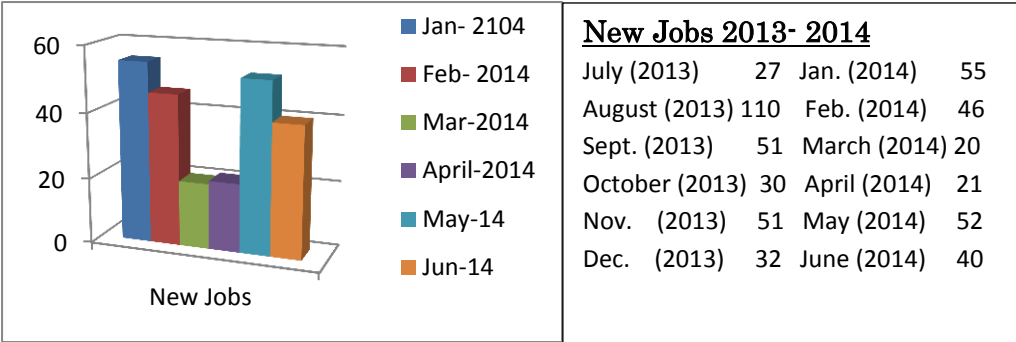 60
40
20
0
New Jobs
Jan- 2104
Feb- 2014
Mar-2014
April-2014
May-14
Jun-14
New Jobs 2013- 2014
July (2013) 27 Jan. (2014) 55
August (2013) 110 Feb. (2014) 46
Sept. (2013) 51 March (2014) 20
October (2013) 30 April (2014) 21
Nov. (2013) 51 May (2014) 52
Dec. (2013) 32 June (2014) 40